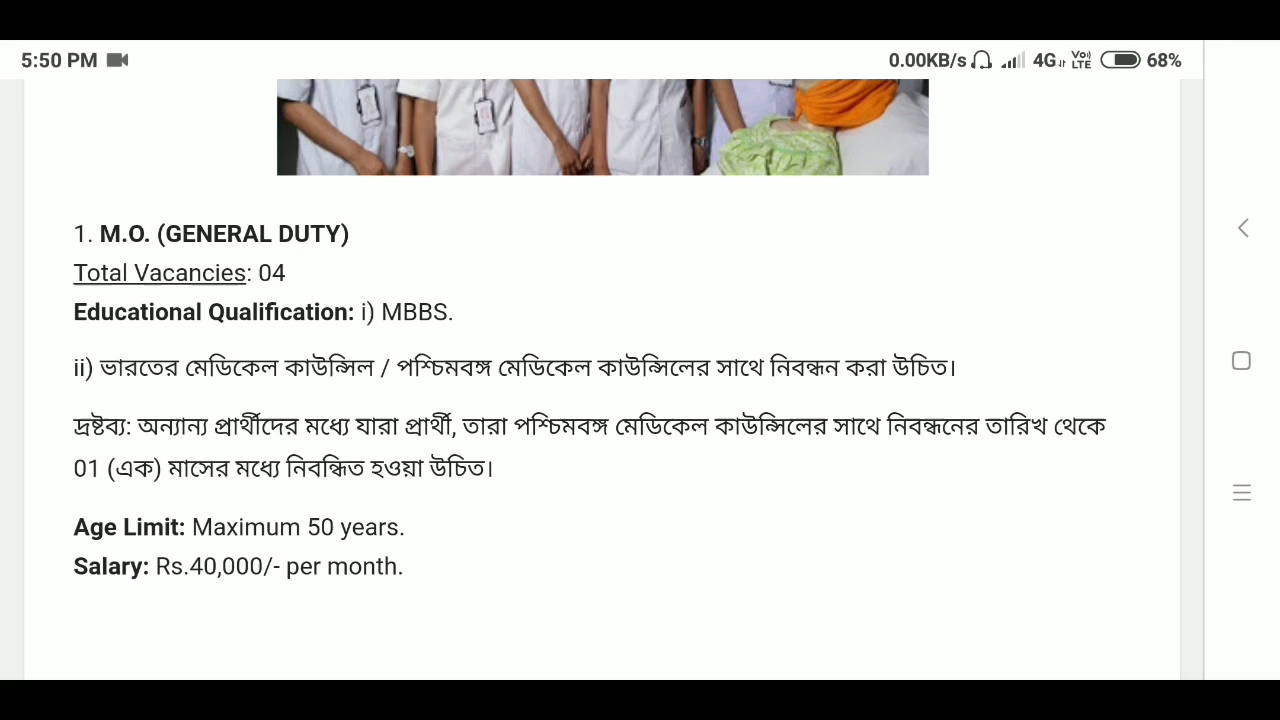 5:50 PM
0.00KB/s 4G Vo) LTE 68%
1. M.O. (GENERAL DUTY)
Total Vacancies: 04
Educational Qualification: i) MBBS.
ii) ভারতের মেডিকেল কাউন্সিল / পশ্চিমবঙ্গ মেডিকেল কাউন্সিলের সাথে নিবন্ধন করা উচিত।
দ্রষ্টব্য: অন্যান্য প্রার্থীদের মধ্যে যারা প্রার্থী, তারা পশ্চিমবঙ্গ মেডিকেল কাউন্সিলের সাথে নিবন্ধনের তারিখ থেকে
01 (এক) মাসের মধ্যে নিবন্ধিত হওয়া উচিত।
Age Limit: Maximum 50 years.
Salary: Rs.40,000/- per month.